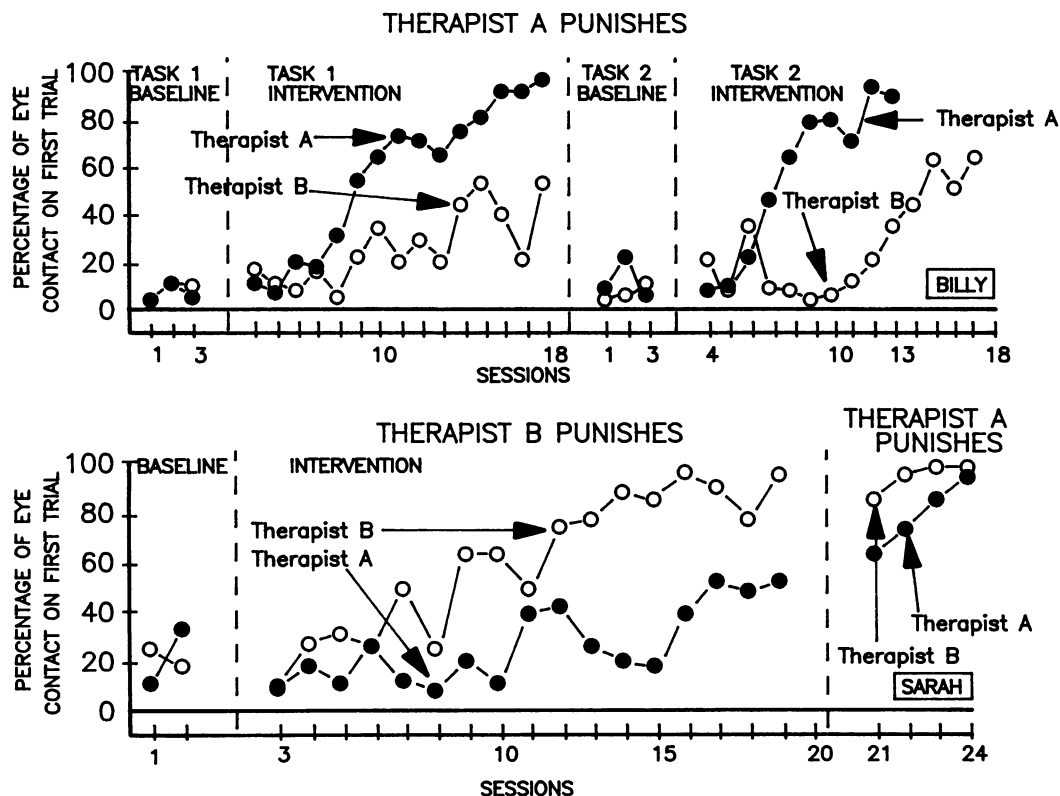 THERAPIST A PUNISHES
PERCENTAGE OF EYE
CONTACT ON FIRST TRIAL
100
80
60
40
20
0
TASK 1
BASELINE
TASK 1
INTERVENTION
TASK 2
BASELINE
TASK 2
INTERVENTION
Therapist A
Therapist B
Therapist A
Therapist B
BILLY
1 3 10 18 1 3 4 10 13 18
SESSIONS
THERAPIST B PUNISHES
THERAPIST A
PUNISHES
PERCENTAGE OF EYE
CONTACT ON FIRST TRIAL
100
80
60
40
20
0
BASELINE
INTERVENTION
Therapist B
Therapist A
Therapist A
Therapist B
SARAH
1 3 10 15 20 21 24
SESSIONS